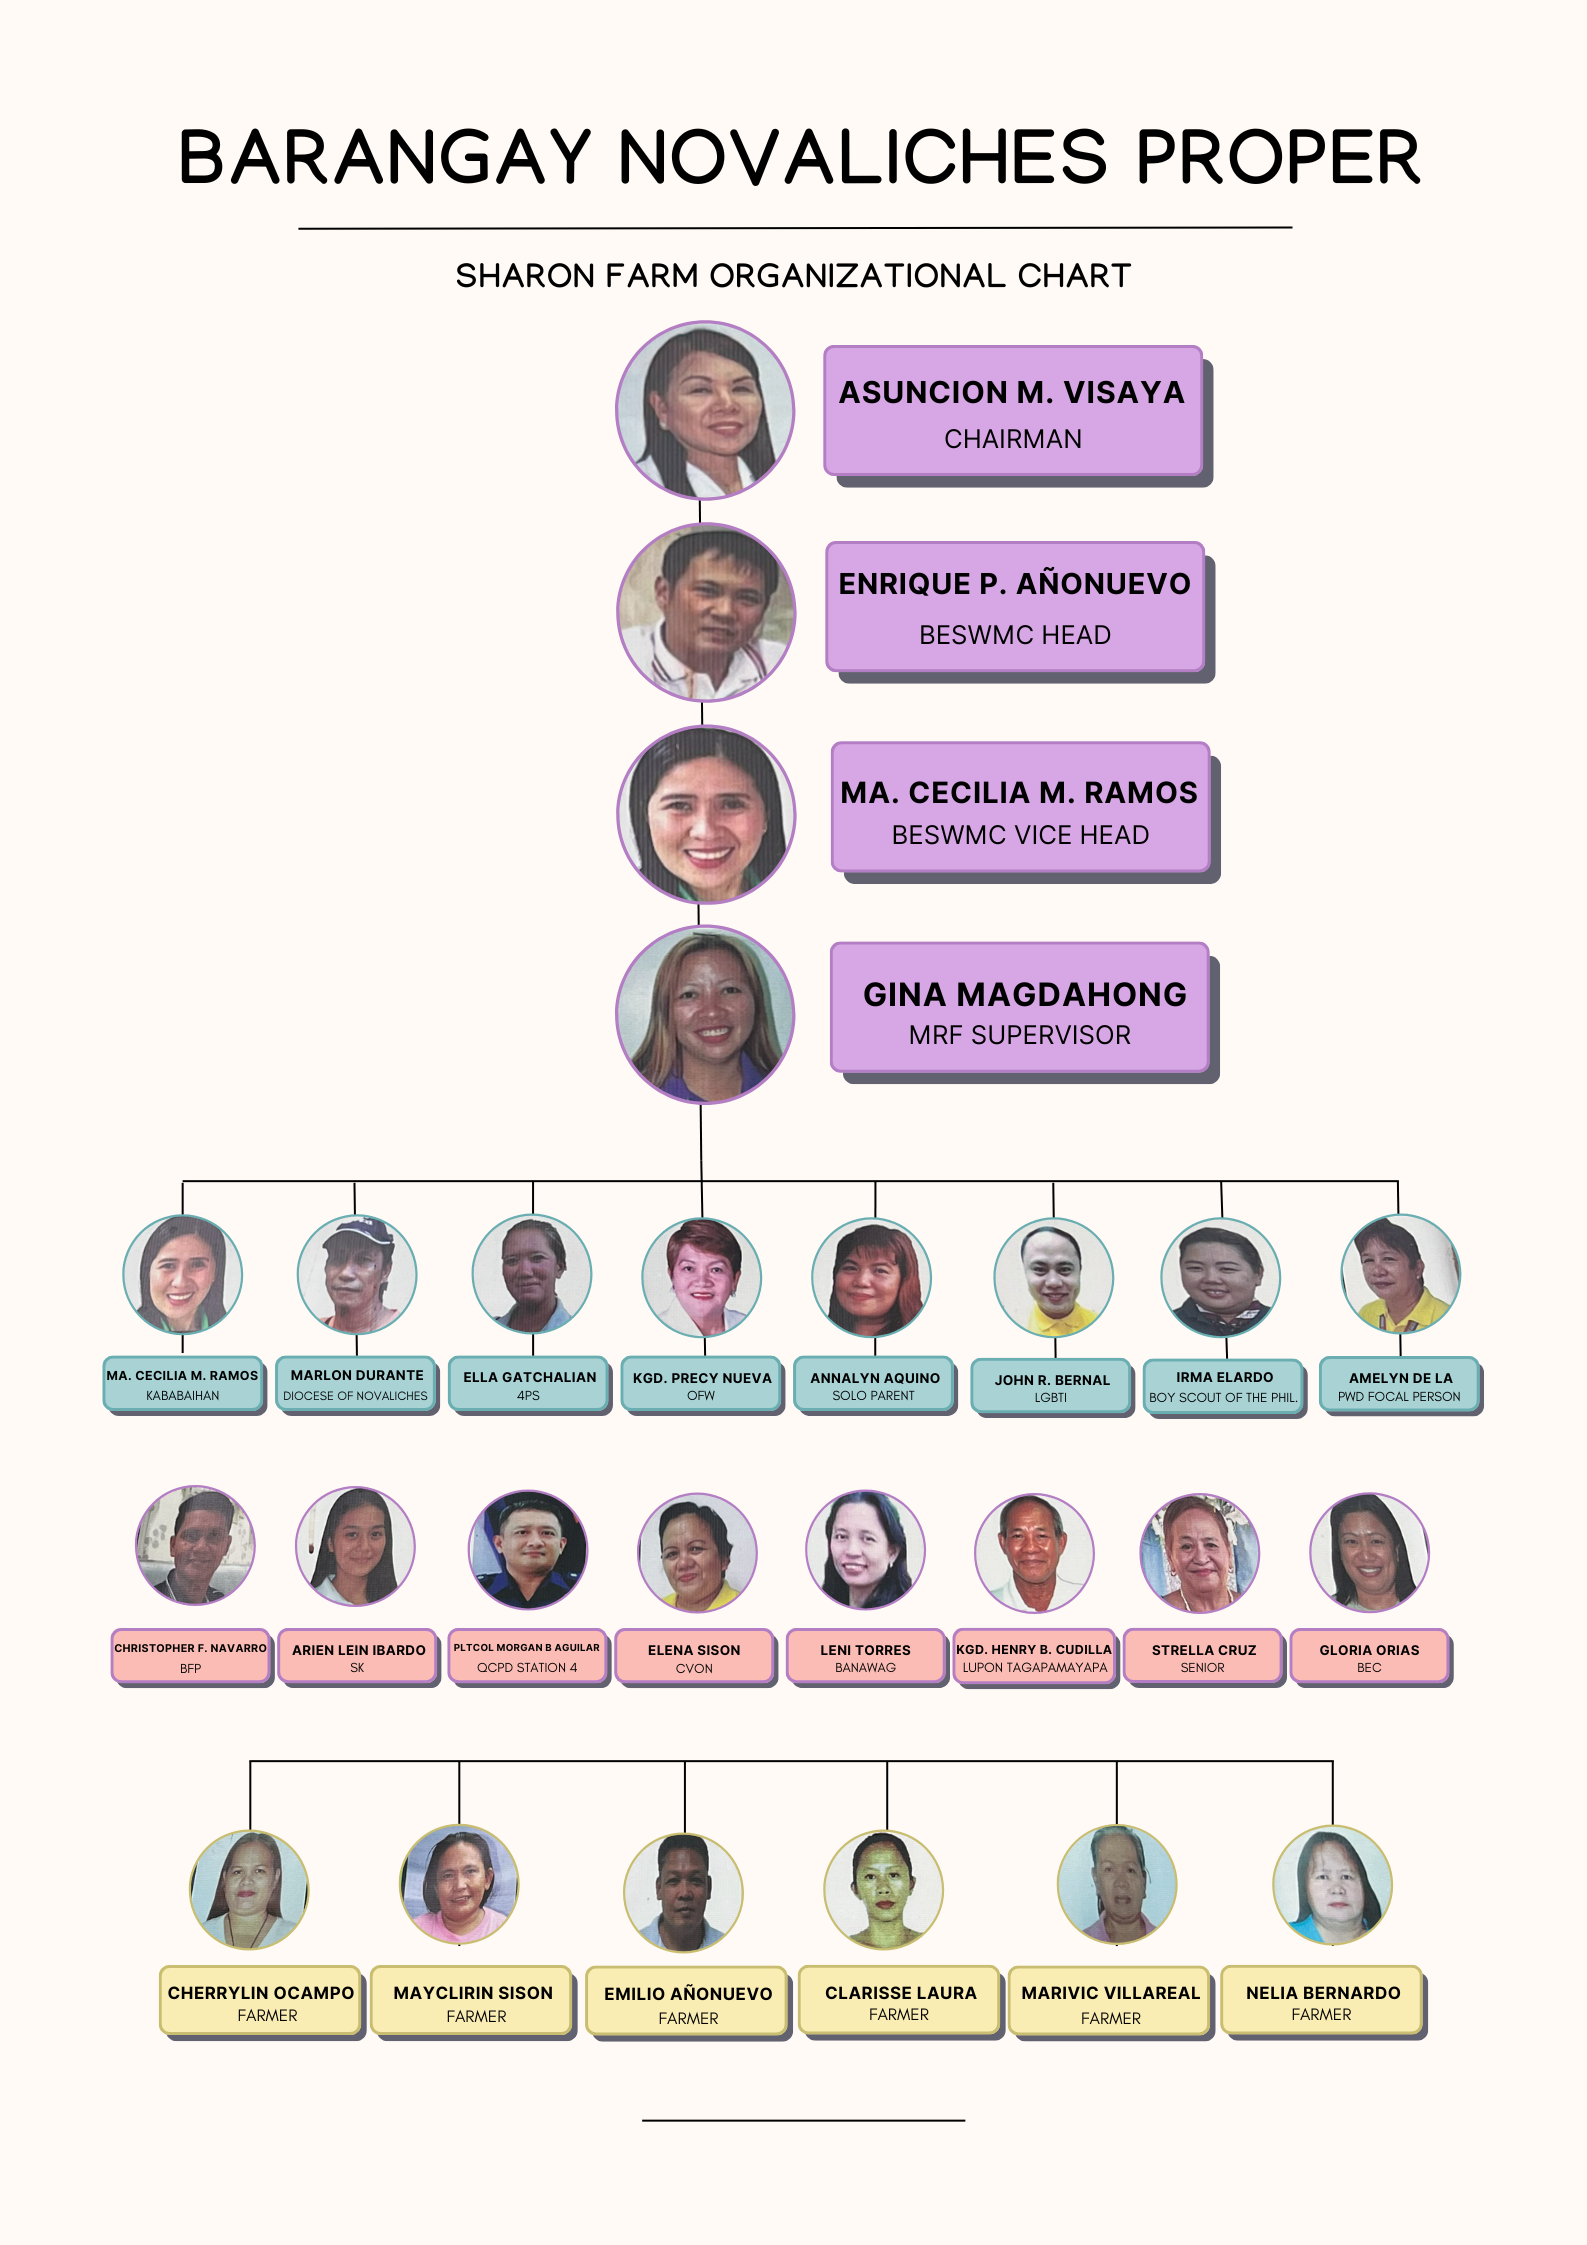 BARANGAY NOVALICHES PROPER
SHARON FARM ORGANIZATIONAL CHART
ASUNCION M. VISAYA
CHAIRMAN
ENRIQUE P. AÑONUEVO
BESWMC HEAD
MA. CECILIA M. RAMOS
BESWMC VICE HEAD
GINA MAGDAHONG
MRF SUPERVISOR
MA. CECILIA M. RAMOS
KABABAIHAN
MARLON DURANTE
DIOCESE OF NOVALICHES
ELLA GATCHALIAN
4PS
KGD. PRECY NUEVA
OFW
ANNALYN AQUINO
SOLO PARENT
JOHN R. BERNAL
LGBTI
IRMA ELARDO
BOY SCOUT OF THE PHIL.
AMELYN DE LA
PWD FOCAL PERSON
CHRISTOPHER F. NAVARRO
BFP
ARIEN LEIN IBARDO
SK
PLTCOL MORGAN B AGUILAR
QCPD STATION 4
ELENA SISON
CVON
LENI TORRES
BANAWAG
KGD. HENRY B. CUDILLA
LUPON TAGAPAMAYAPA
STRELLA CRUZ
SENIOR
GLORIA ORIAS
BEC
CHERRYLIN OCAMPO
FARMER
MAYCLIRIN SISON
FARMER
EMILIO AÑONUEVO
FARMER
CLARISSE LAURA
FARMER
MARIVIC VILLAREAL
FARMER
NELIA BERNARDO
FARMER